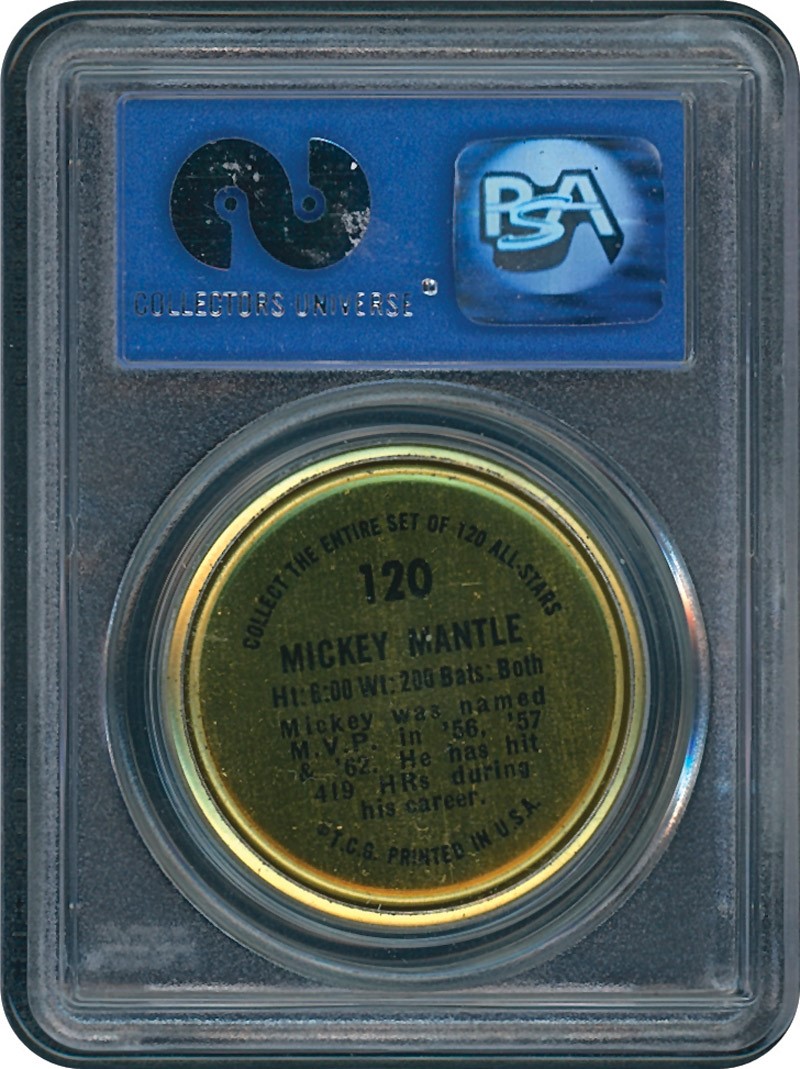 COLLECTORS UNIVERSE®
PSA
COLLECT THE ENTIRE SET OF 120 ALL-STARS
120
MICKEY MANTLE
Ht: 6:00 Wt: 200 Bats: Both
Mickey was named
M.V.P. in '56, '57
& '62. He has hit
419 HRs during
his career.
©T.C.G. PRINTED IN U.S.A.